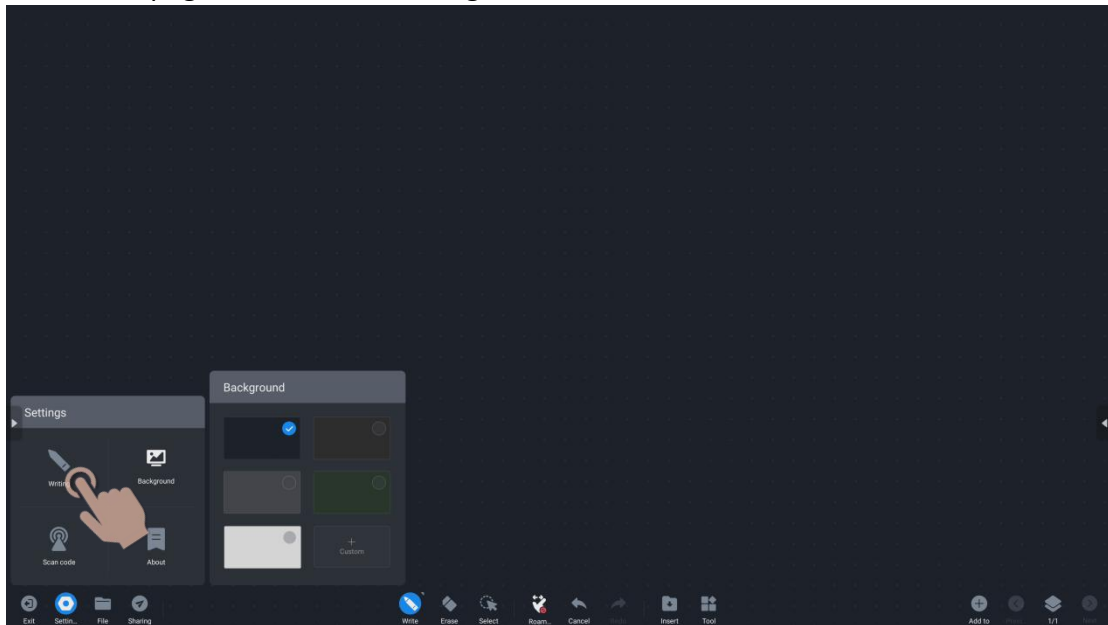 Background
Settings
Background
Custom
Scan code
About
Exit
Settin..
File
Sharing
Write
Erase
Select
Roam..
Cancel
Insert
Tool
Add to
1/1
Next